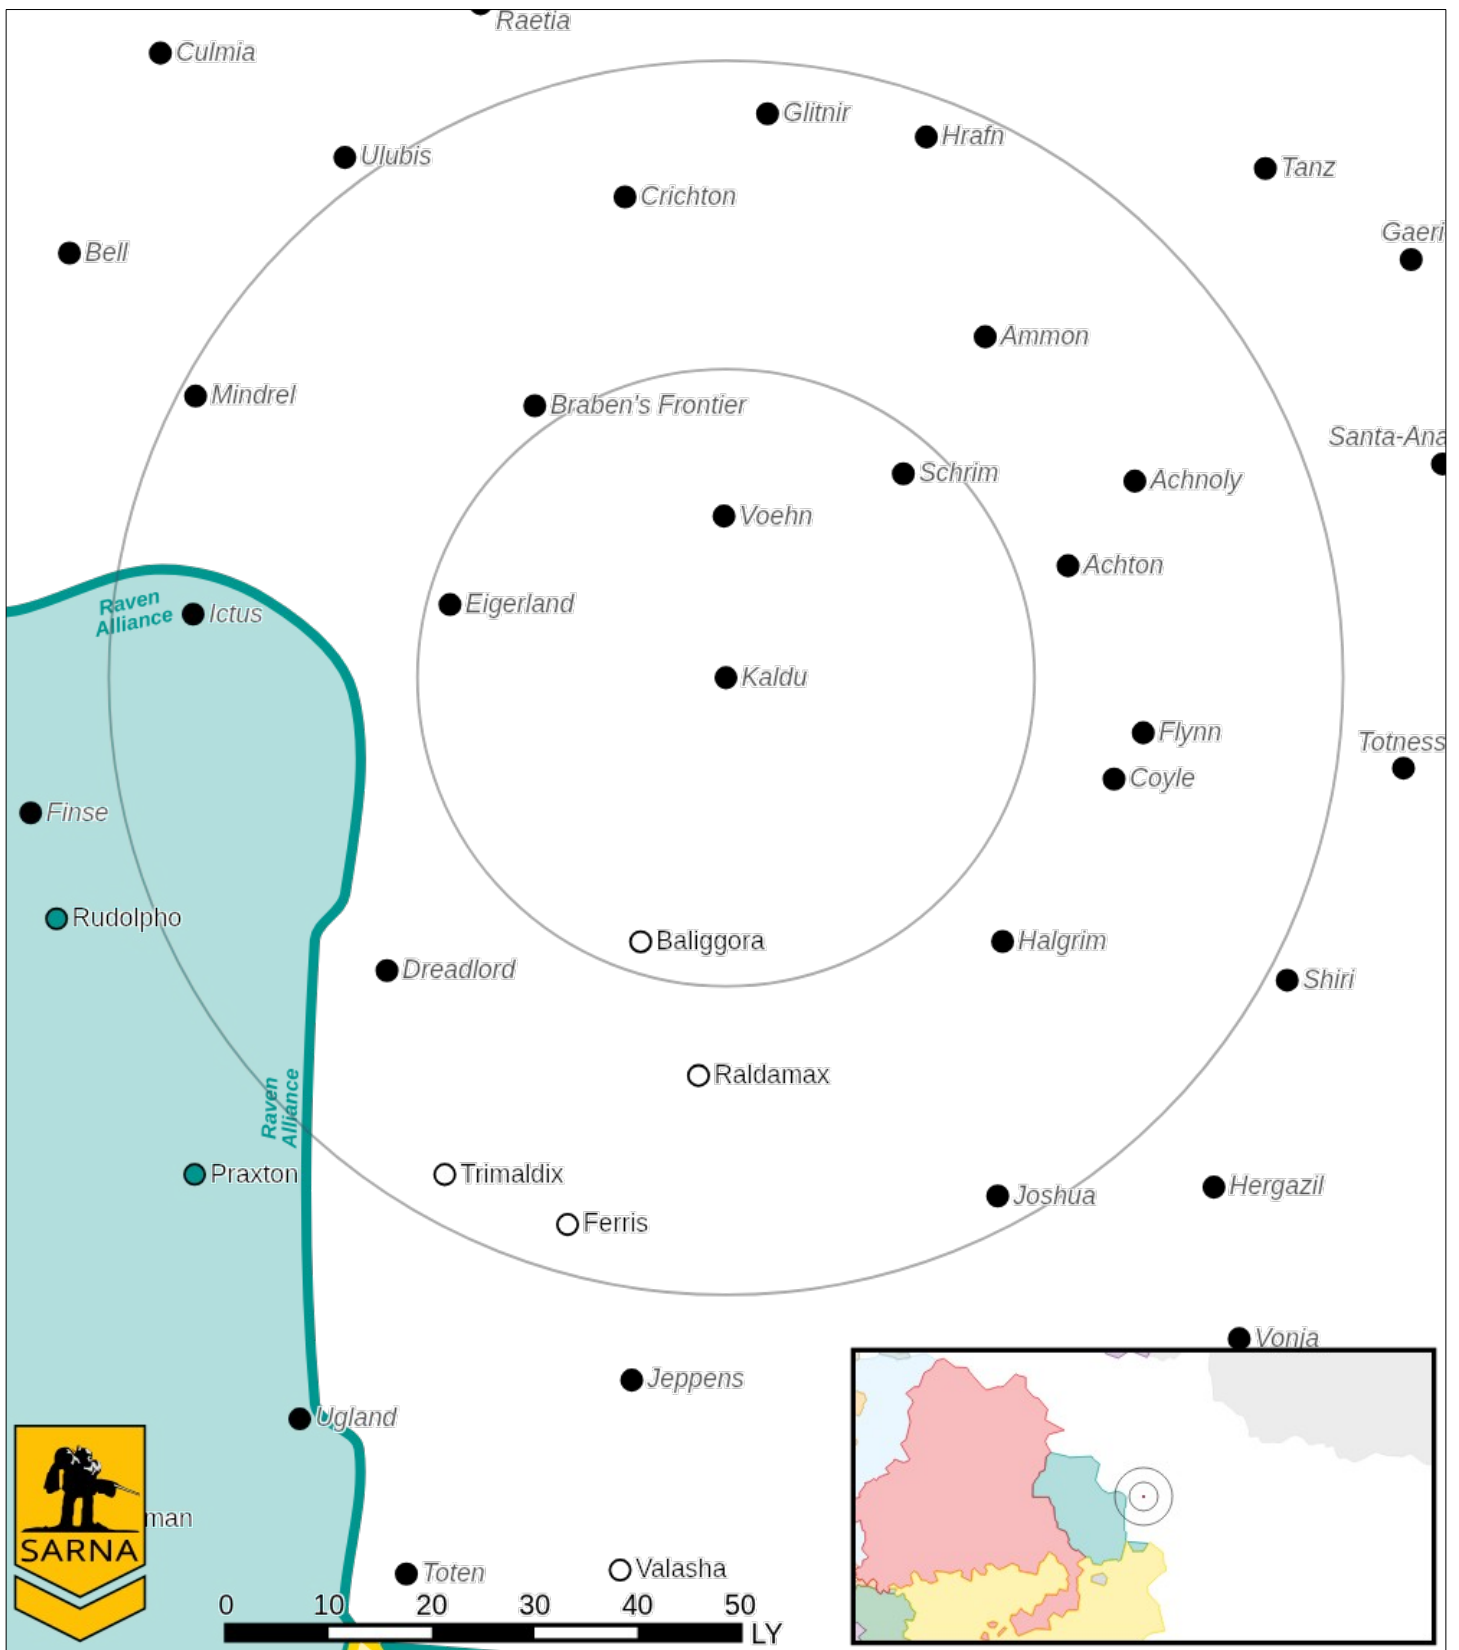 Raetia
Culmia
Glitnir
Hrafn
Ulubis
Tanz
Crichton
Gaeri
Bell
Ammon
Mindrel
Braben's Frontier
Santa-Ana
Schrim
Achnoly
Voehn
Achton
Raven
Alliance
Ictus
Eigerland
Kaldu
Flynn
Totness
Coyle
Finse
Rudolpho
Baliggora
Halgrim
Dreadlord
Shiri
Raldamax
Raven
Alliance
Praxton
Trimaldix
Hergazil
Joshua
Ferris
Vonja
Jeppens
Ugland
man
SARNA
Toten
Valasha
0 10 20 30 40 50
LY